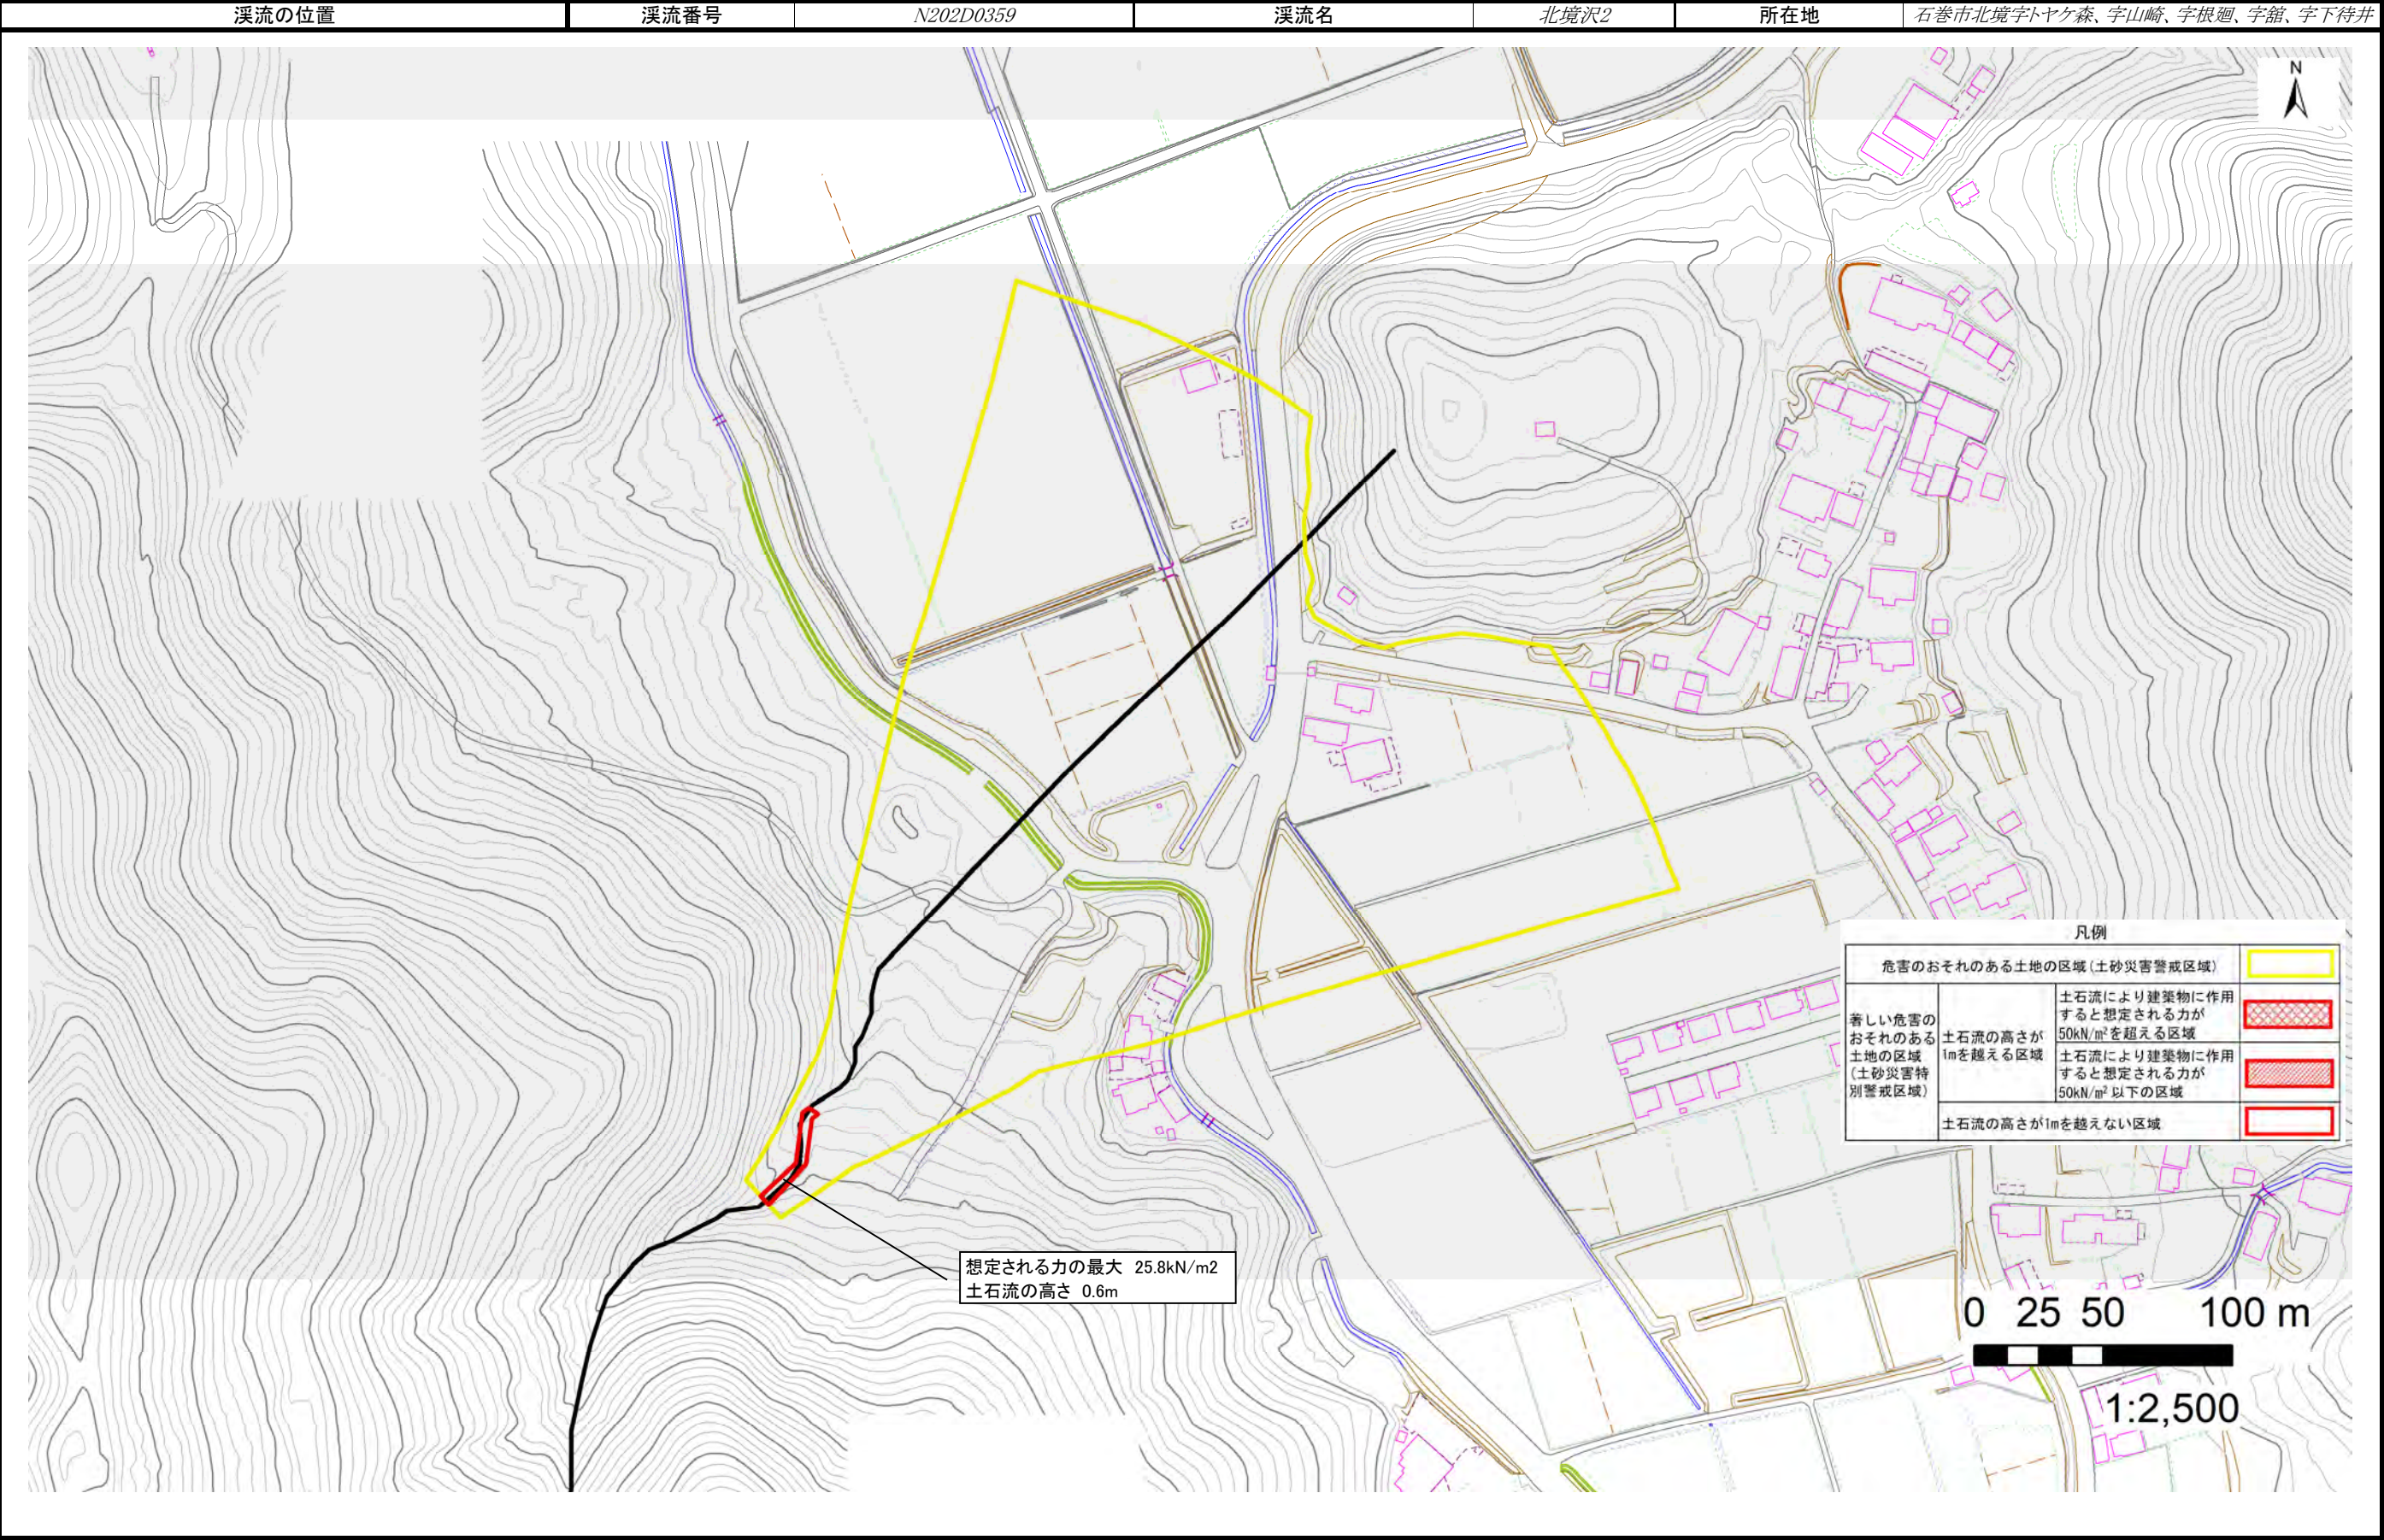 渓流の位置 渓流番号 N202D0359 渓流名 北境沢2 所在地 石巻市北境字トヤケ森、字山崎、字根廻、字舘、字下待井
N
凡例
危害のおそれのある土地の区域(土砂災害警戒区域)
著しい危害の
おそれのある
土地の区域
(土砂災害特
別警戒区域)
土石流の高さが
1mを越える区域
土石流により建築物に作用
すると想定される力が
50kN/㎡を超える区域
土石流により建築物に作用
すると想定される力が
50kN/㎡以下の区域
土石流の高さが1mを越えない区域
想定される力の最大 25.8kN/m2
土石流の高さ 0.6m
0 25 50 100 m
1:2,500